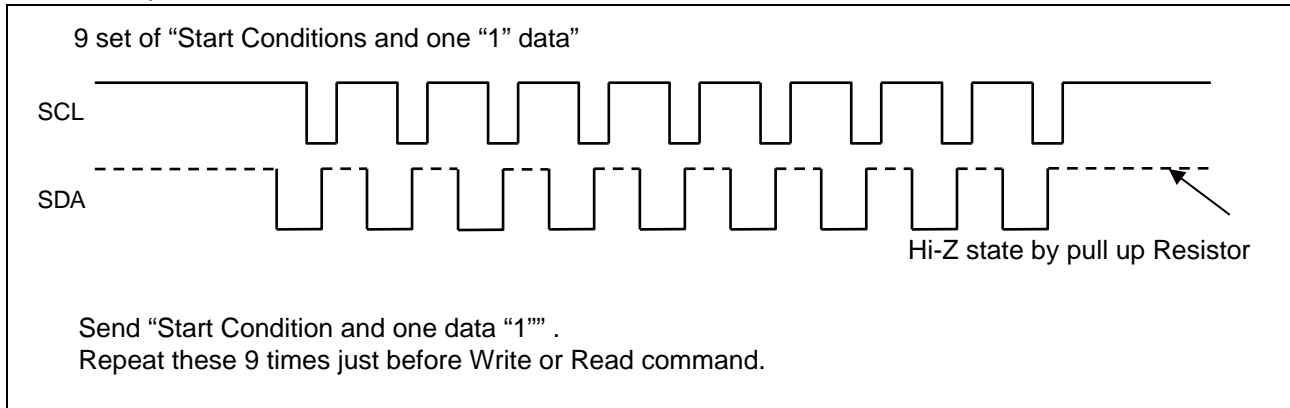 9 set of “Start Conditions and one “1” data”
SCL
SDA
Hi-Z state by pull up Resistor
Send “Start Condition and one data “1”” .
Repeat these 9 times just before Write or Read command.